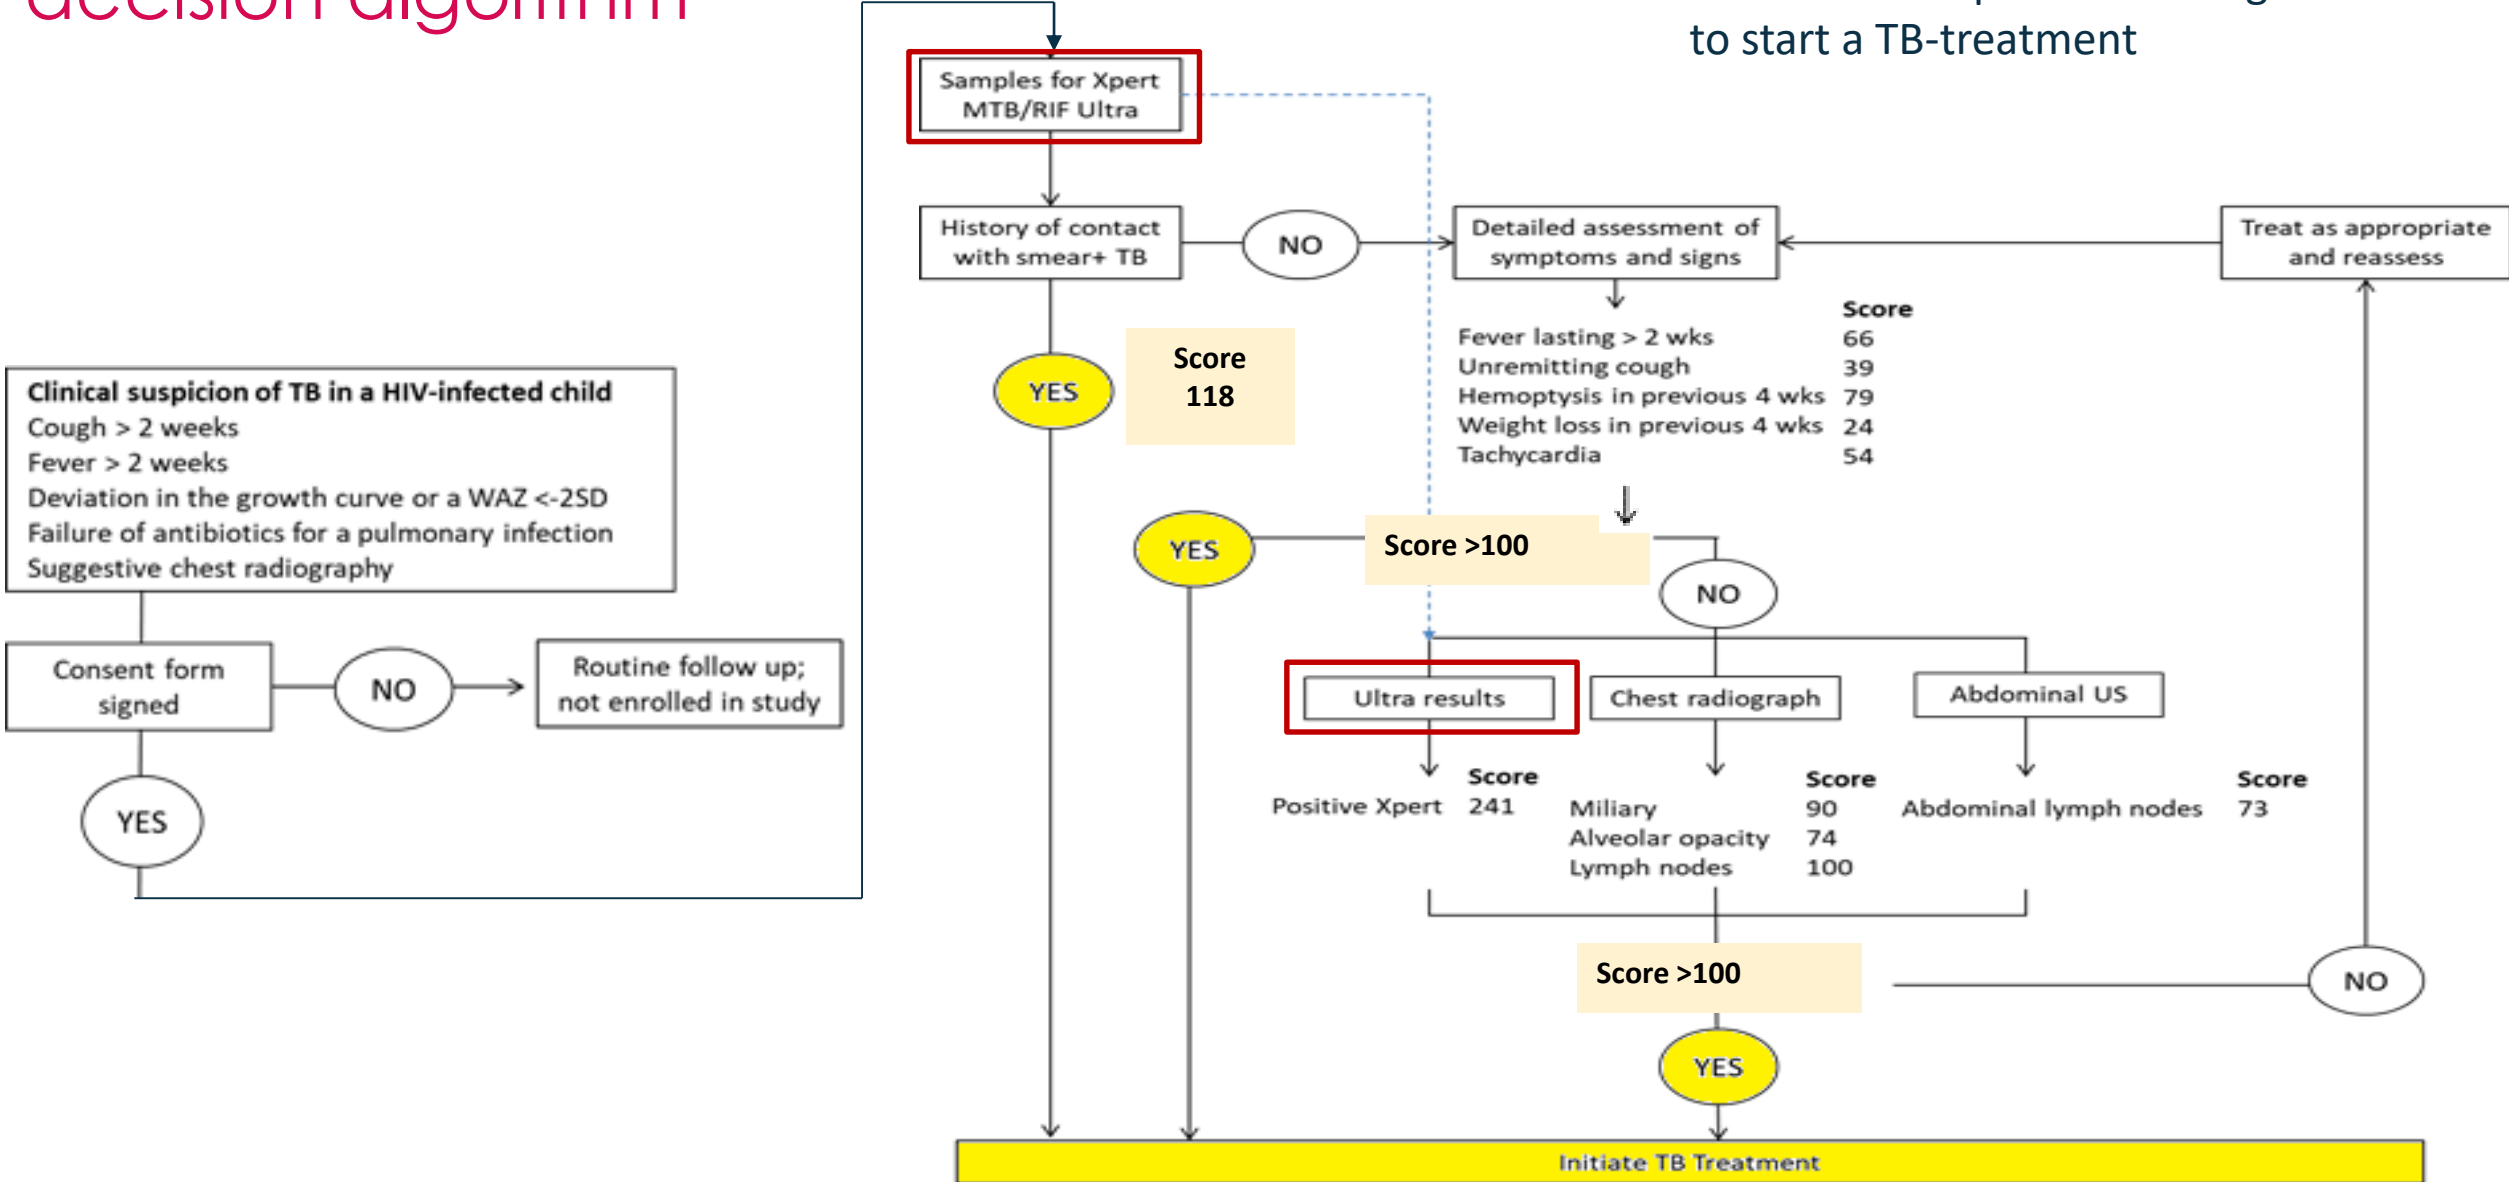 decision algorithm
to start a TB-treatment
Samples for Xpert
MTB/RIF Ultra
History of contact
with smear+ TB
NO
Detailed assessment of
symptoms and signs
Treat as appropriate
and reassess
Score
Fever lasting > 2 wks 66
Unremitting cough 39
Hemoptysis in previous 4 wks 79
Weight loss in previous 4 wks 24
Tachycardia 54
YES
Score
118
Clinical suspicion of TB in a HIV-infected child
Cough > 2 weeks
Fever > 2 weeks
Deviation in the growth curve or a WAZ <-2SD
Failure of antibiotics for a pulmonary infection
Suggestive chest radiography
YES
Score >100
NO
Consent form
signed
NO
Routine follow up;
not enrolled in study
YES
Ultra results
Chest radiograph
Abdominal US
Score
Positive Xpert 241
Score
Miliary 90
Alveolar opacity 74
Lymph nodes 100
Score
Abdominal lymph nodes 73
Score >100
NO
YES
Initiate TB Treatment